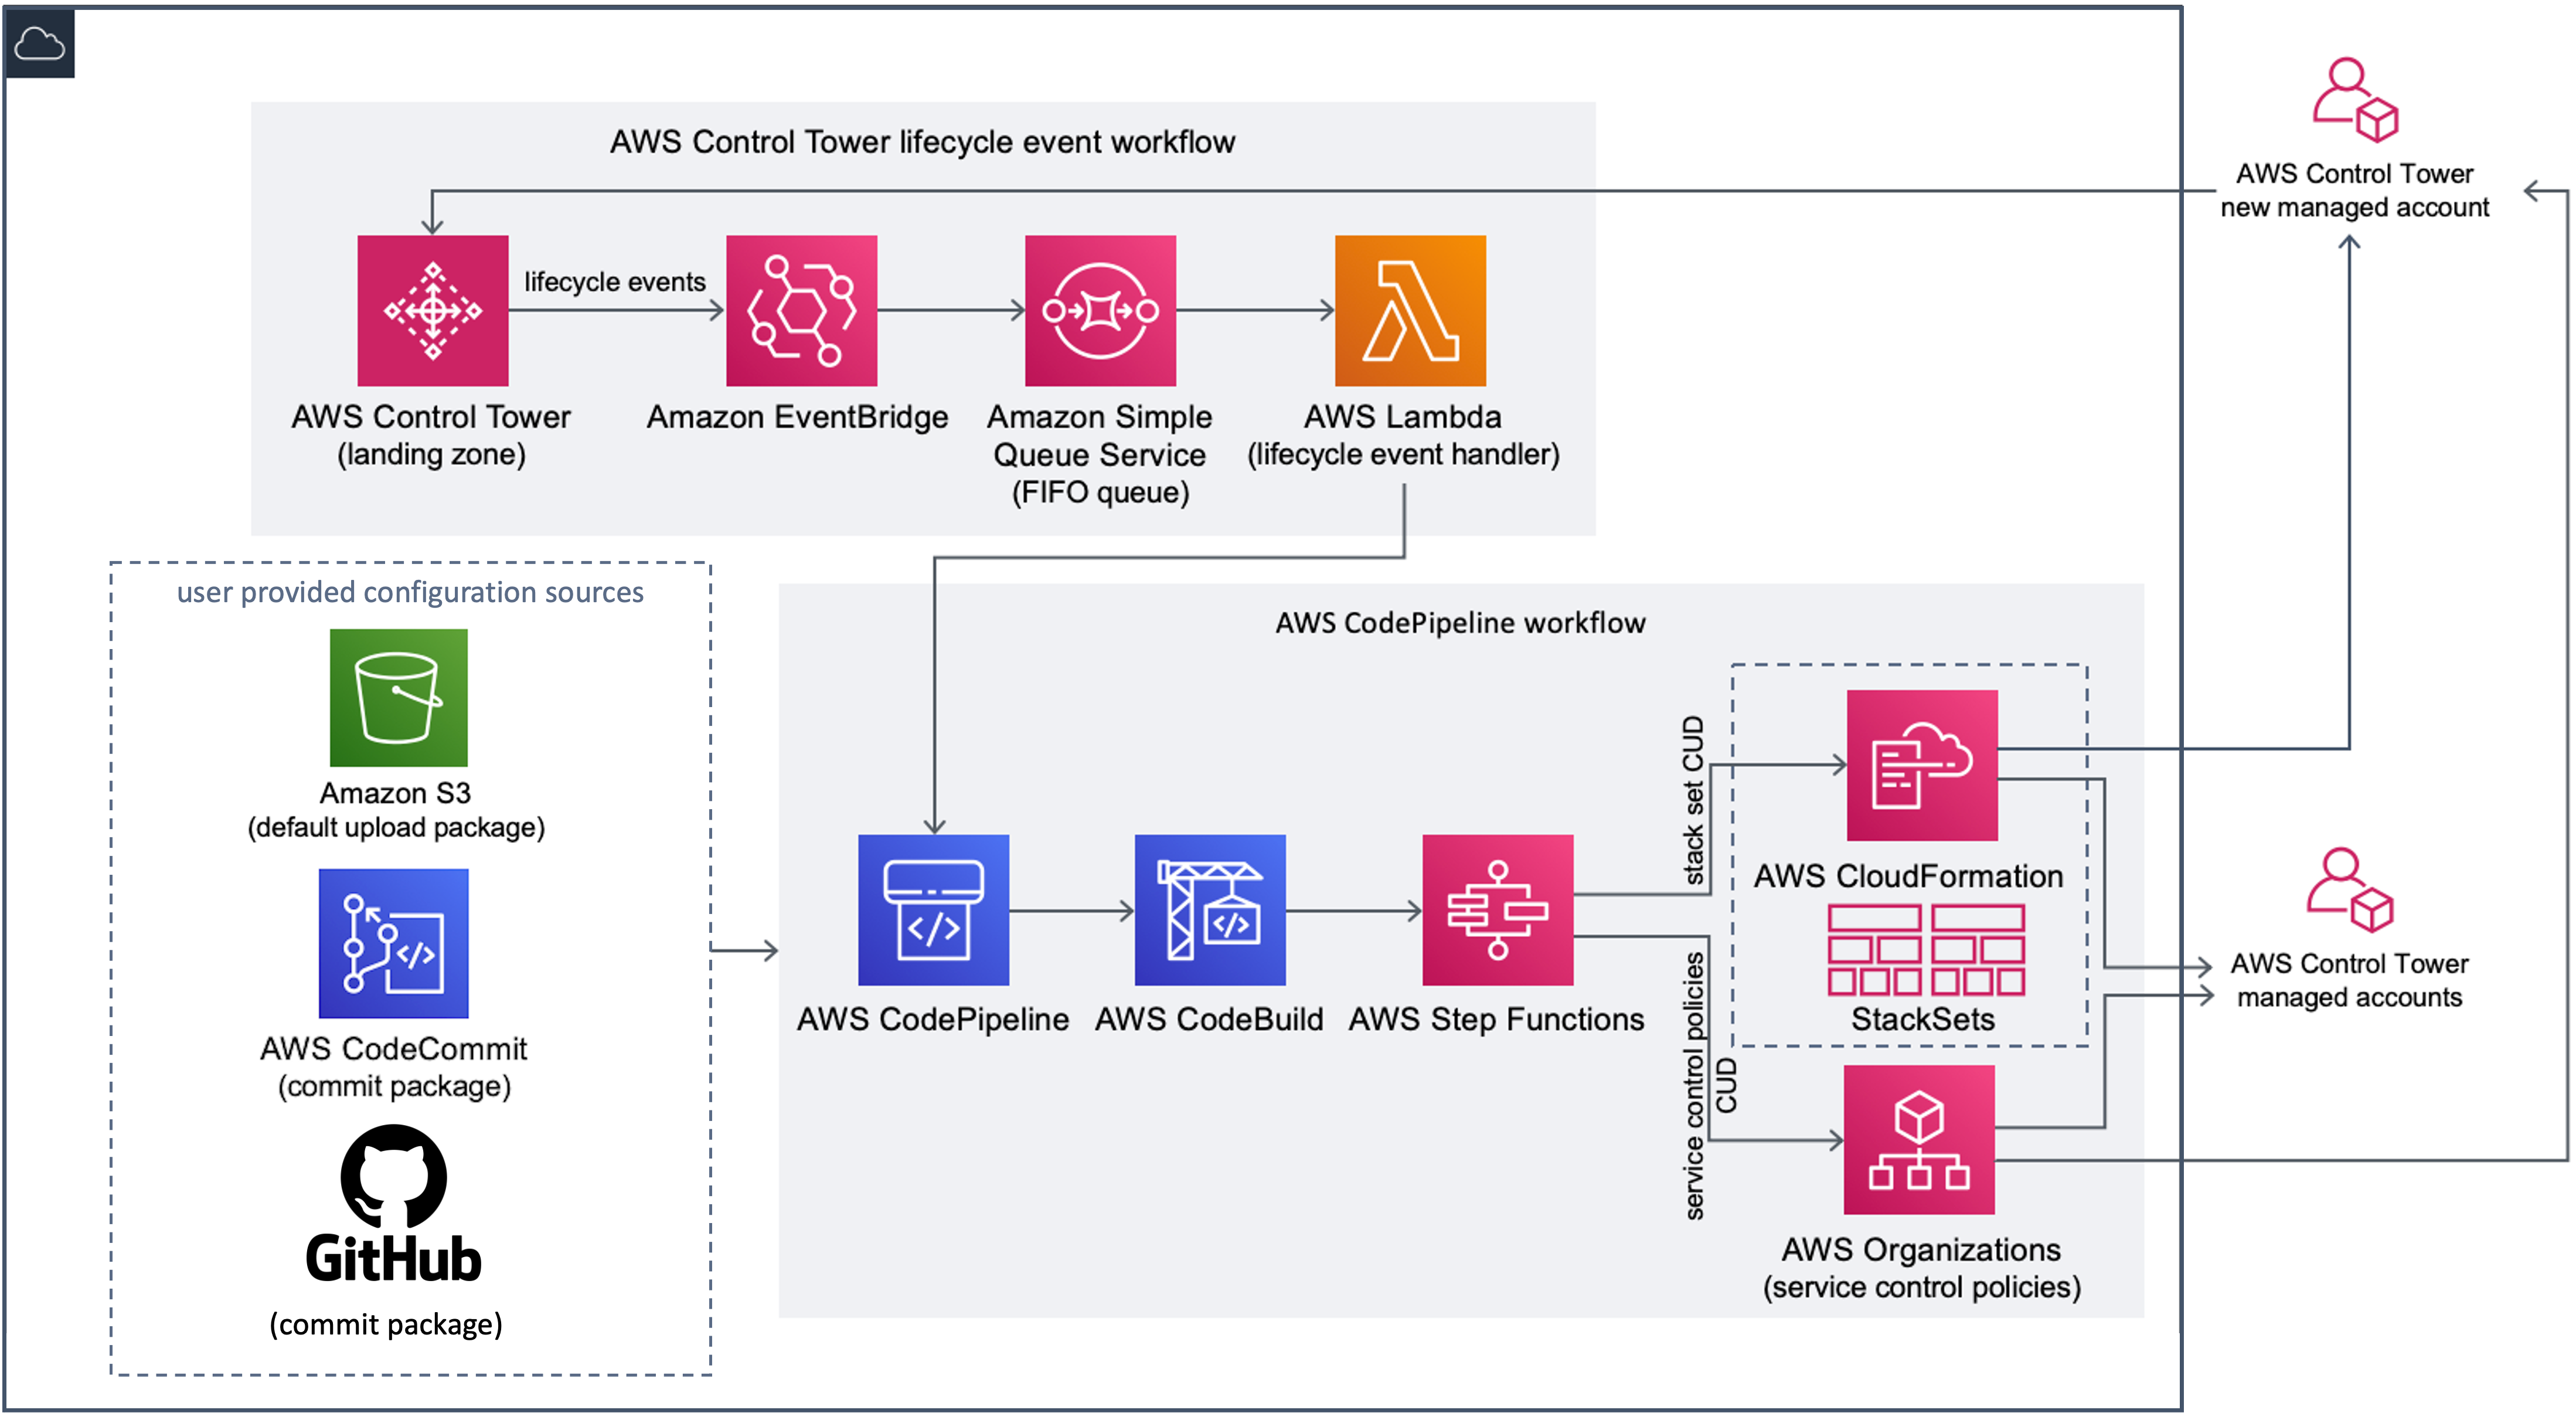 AWS Control Tower lifecycle event workflow
AWS Control Tower
new managed account
lifecycle events
AWS Control Tower
(landing zone)
Amazon EventBridge
Amazon Simple
Queue Service
(FIFO queue)
AWS Lambda
(lifecycle event handler)
user provided configuration sources
Amazon S3
(default upload package)
AWS CodeCommit
(commit package)
GitHub
(commit package)
AWS CodePipeline workflow
AWS CodePipeline
AWS CodeBuild
AWS Step Functions
stack set CUD
service control policies
CUD
AWS CloudFormation
StackSets
AWS Organizations
(service control policies)
AWS Control Tower
managed accounts